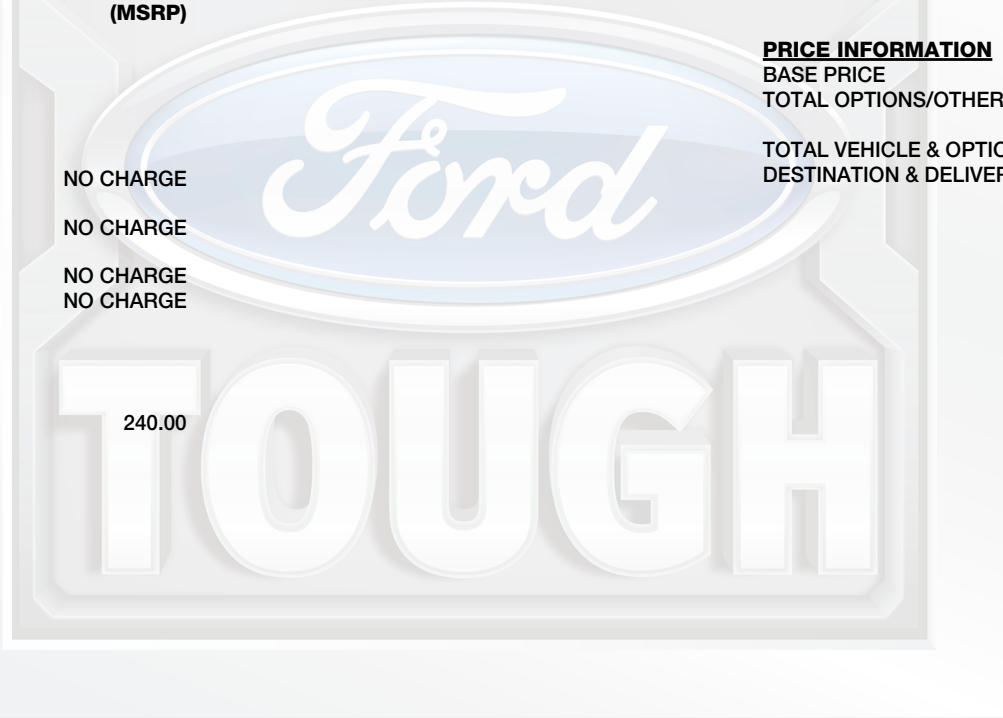 (MSRP)
NO CHARGE
NO CHARGE
NO CHARGE
NO CHARGE
240.00
PRICE INFORMATION
BASE PRICE
TOTAL OPTIONS/OTHER
TOTAL VEHICLE & OPTIO
DESTINATION & DELIVER
Ford
TOUGH